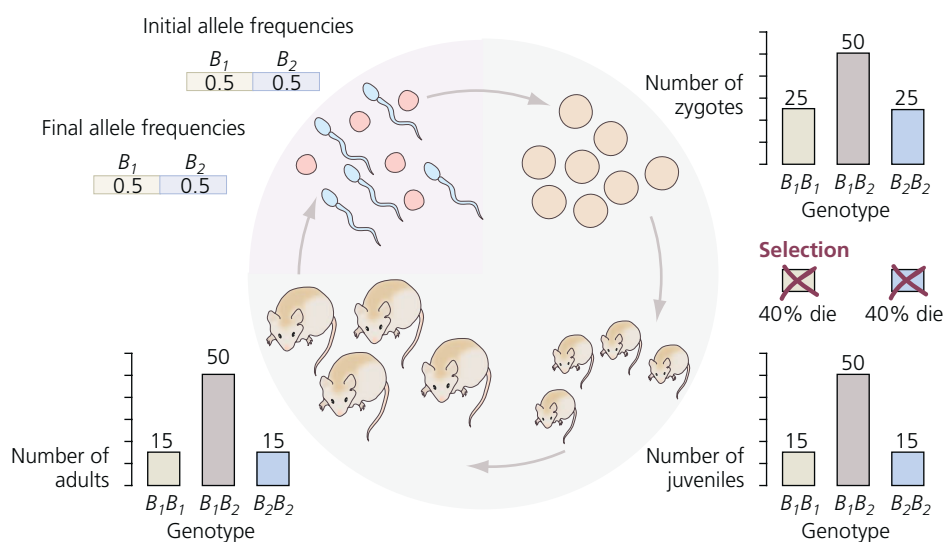 Initial allele frequencies
B₁ B₂
0.5 0.5
Final allele frequencies
B₁ B₂
0.5 0.5
Number of
zygotes
25 50 25
B₁B₁ B₁B₂ B₂B₂
Genotype
Selection
40% die 40% die
Number of
juveniles
15 50 15
B₁B₁ B₁B₂ B₂B₂
Genotype
Number of
adults
15 50 15
B₁B₁ B₁B₂ B₂B₂
Genotype